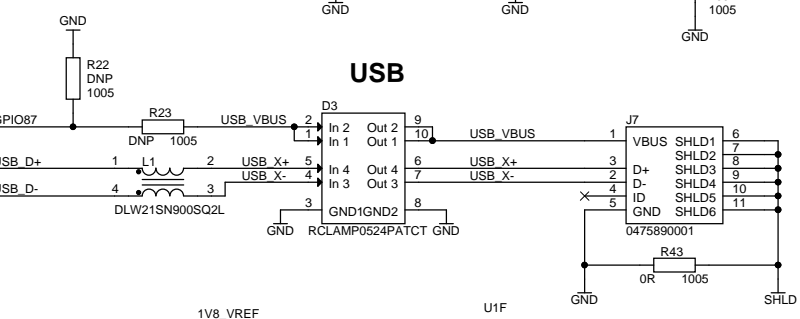 GND
GND
1005
GND
GND
R22
DNP
1005
USB
GPIO87
R23
DNP 1005
USB_VBUS
D3
2 In 2 Out 2 9
1 In 1 Out 1 10
USB_VBUS
J7
1 VBUS SHLD1 6
SHLD2 7
USB_D+ 1 L1 2 USB_X+ 5 In 4 Out 4 6 USB_X+ 3 D+ SHLD3 8
USB_D- 4 3 USB_X- 4 In 3 Out 3 7 USB_X- 2 D- SHLD4 9
4 ID SHLD5 10
5 GND SHLD6 11
DLW21SN900SQ2L
3 GND1GND2 8
GND RCLAMP0524PATCT GND
0475890001
R43
0R 1005
GND
SHLD
1V8_VREF
U1F